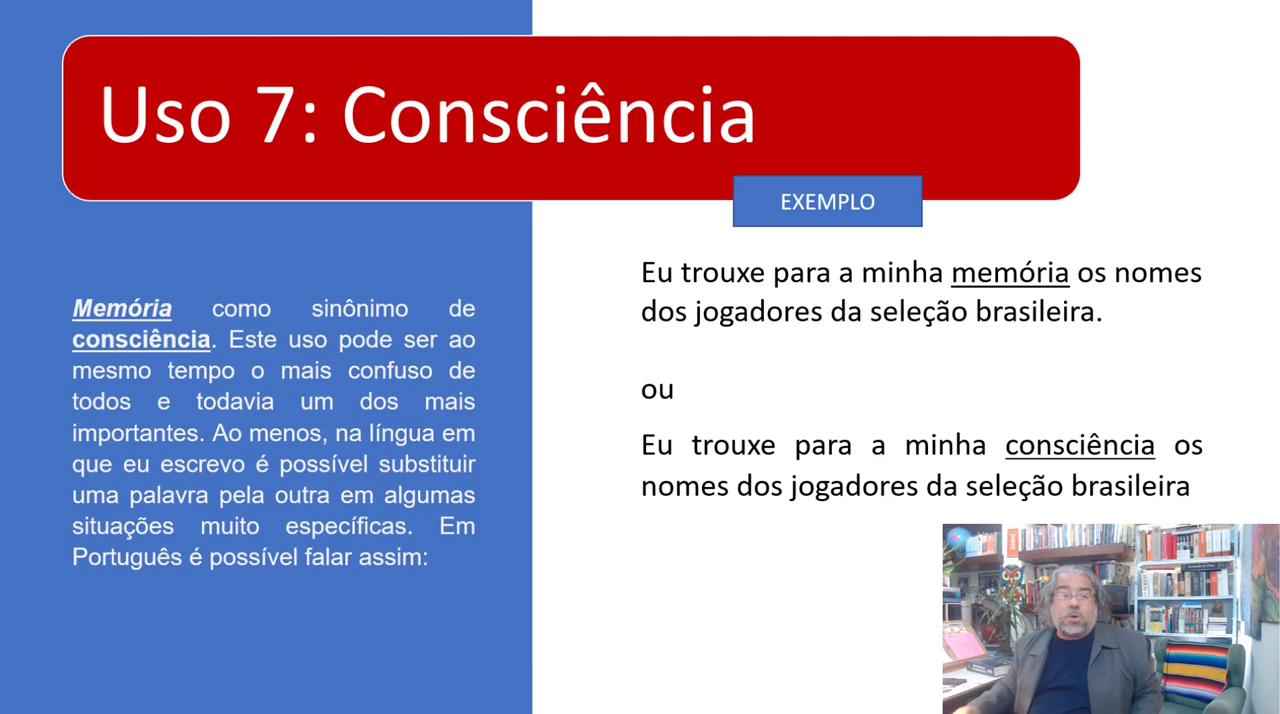 Uso 7: Consciência
EXEMPLO
Memória como sinônimo de
consciência. Este uso pode ser ao
mesmo tempo o mais confuso de
todos e todavia um dos mais
importantes. Ao menos, na língua em
que eu escrevo é possível substituir
uma palavra pela outra em algumas
situações muito específicas. Em
Português é possível falar assim:
Eu trouxe para a minha memória os nomes
dos jogadores da seleção brasileira.
ou
Eu trouxe para a minha consciência os
nomes dos jogadores da seleção brasileira